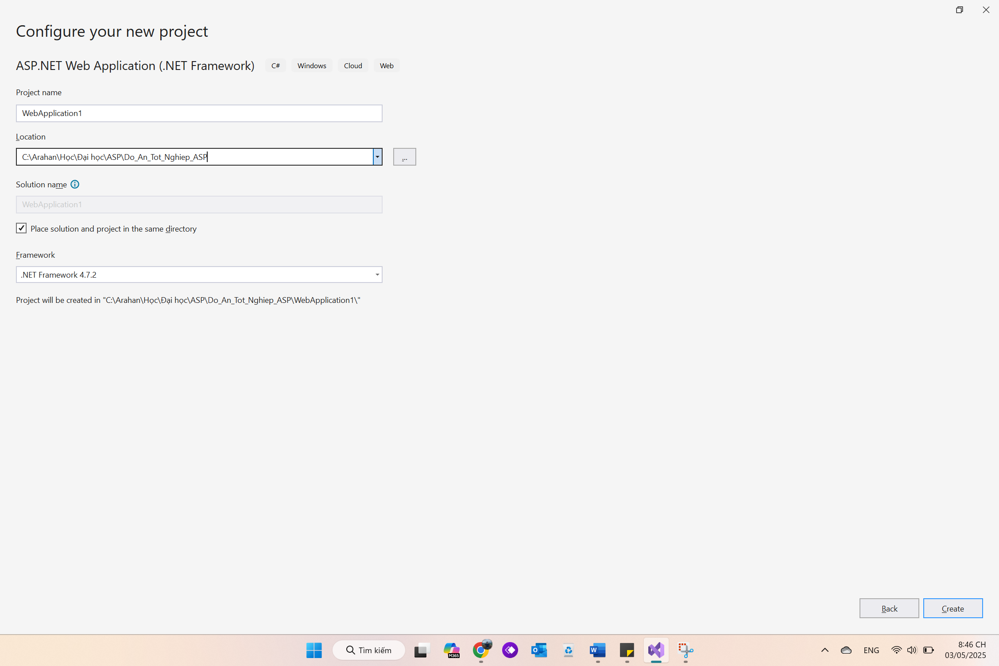 Configure your new project
ASP.NET Web Application (.NET Framework) C# Windows Cloud Web
Project name
WebApplication1
Location
C:\Arahan\Học\Đại học\ASP\Do_An_Tot_Nghiep_ASP
...
Solution name
WebApplication1
Place solution and project in the same directory
Framework
.NET Framework 4.7.2
Project will be created in "C:\Arahan\Học\Đại học\ASP\Do_An_Tot_Nghiep_ASP\WebApplication1\"
Back Create
Tìm kiếm
M365
ENG
8:46 CH
03/05/2025